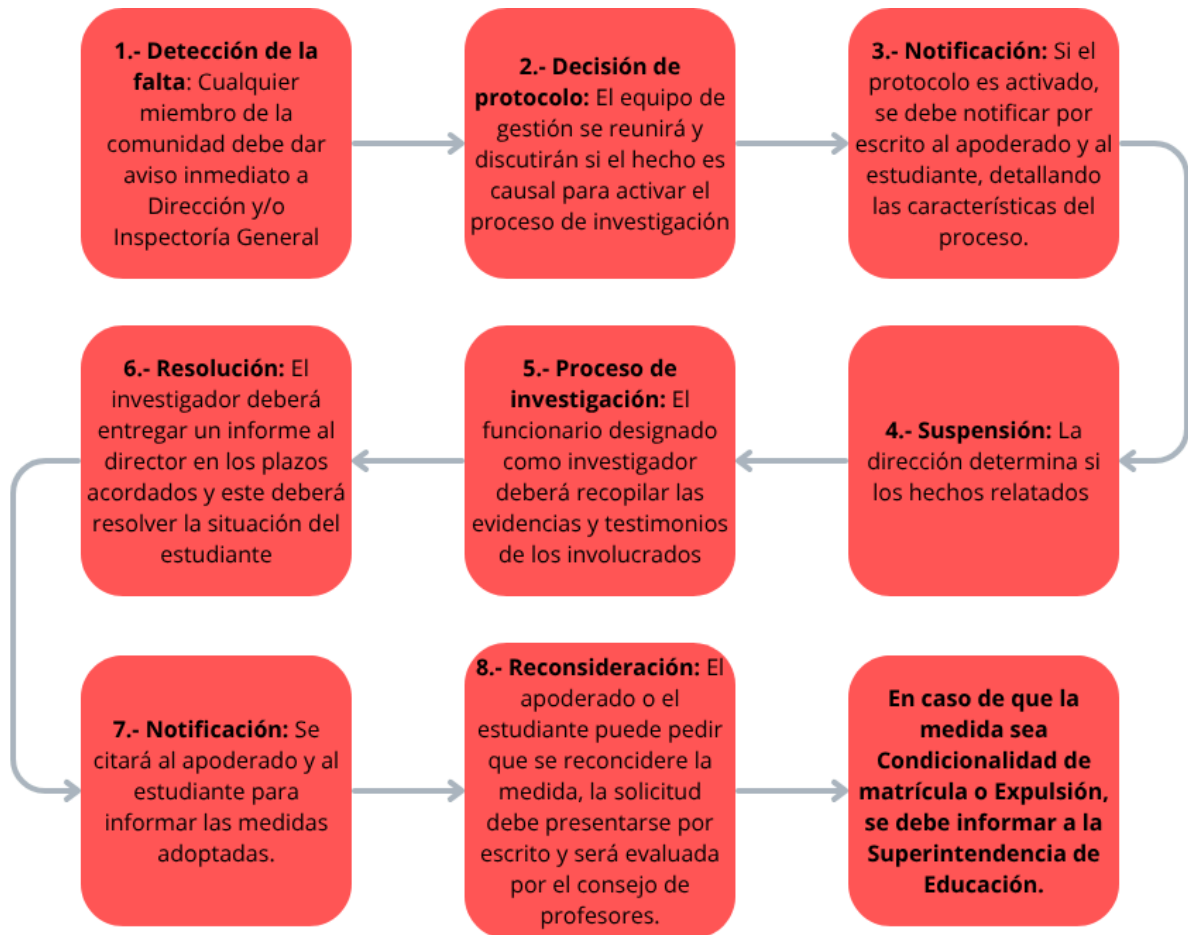 1.- Detección de la
falta: Cualquier
miembro de la
comunidad debe dar
aviso inmediato a
Dirección y/o
Inspectoría General
2.- Decisión de
protocolo: El equipo de
gestión se reunirá y
discutirán si el hecho es
causal para activar el
proceso de investigación
3.- Notificación: Si el
protocolo es activado,
se debe notificar por
escrito al apoderado y al
estudiante, detallando
las características del
proceso.
4.- Suspensión: La
dirección determina si
los hechos relatados
5.- Proceso de
investigación: El
funcionario designado
como investigador
deberá recopilar las
evidencias y testimonios
de los involucrados
6.- Resolución: El
investigador deberá
entregar un informe al
director en los plazos
acordados y este deberá
resolver la situación del
estudiante
7.- Notificación: Se
citará al apoderado y al
estudiante para
informar las medidas
adoptadas.
8.- Reconsideración: El
apoderado o el
estudiante puede pedir
que se reconcidere la
medida, la solicitud
debe presentarse por
escrito y será evaluada
por el consejo de
profesores.
En caso de que la
medida sea
Condicionalidad de
matrícula o Expulsión,
se debe informar a la
Superintendencia de
Educación.